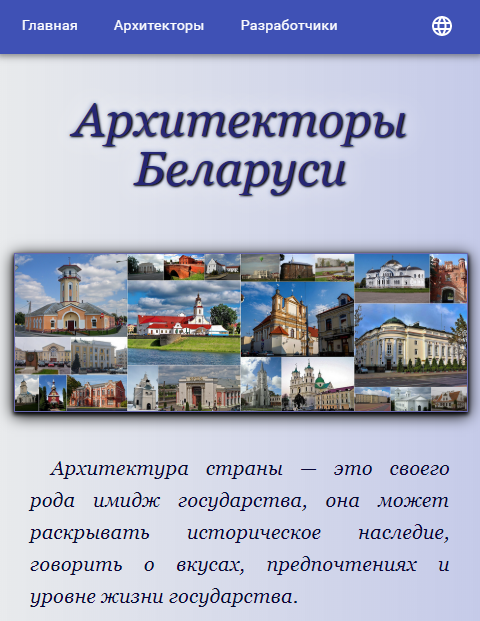 Главная Архитекторы Разработчики
Архитекторы
Беларуси
Архитектура страны — это своего
рода имидж государства, она может
раскрывать историческое наследие,
говорить о вкусах, предпочтениях и
уровне жизни государства.